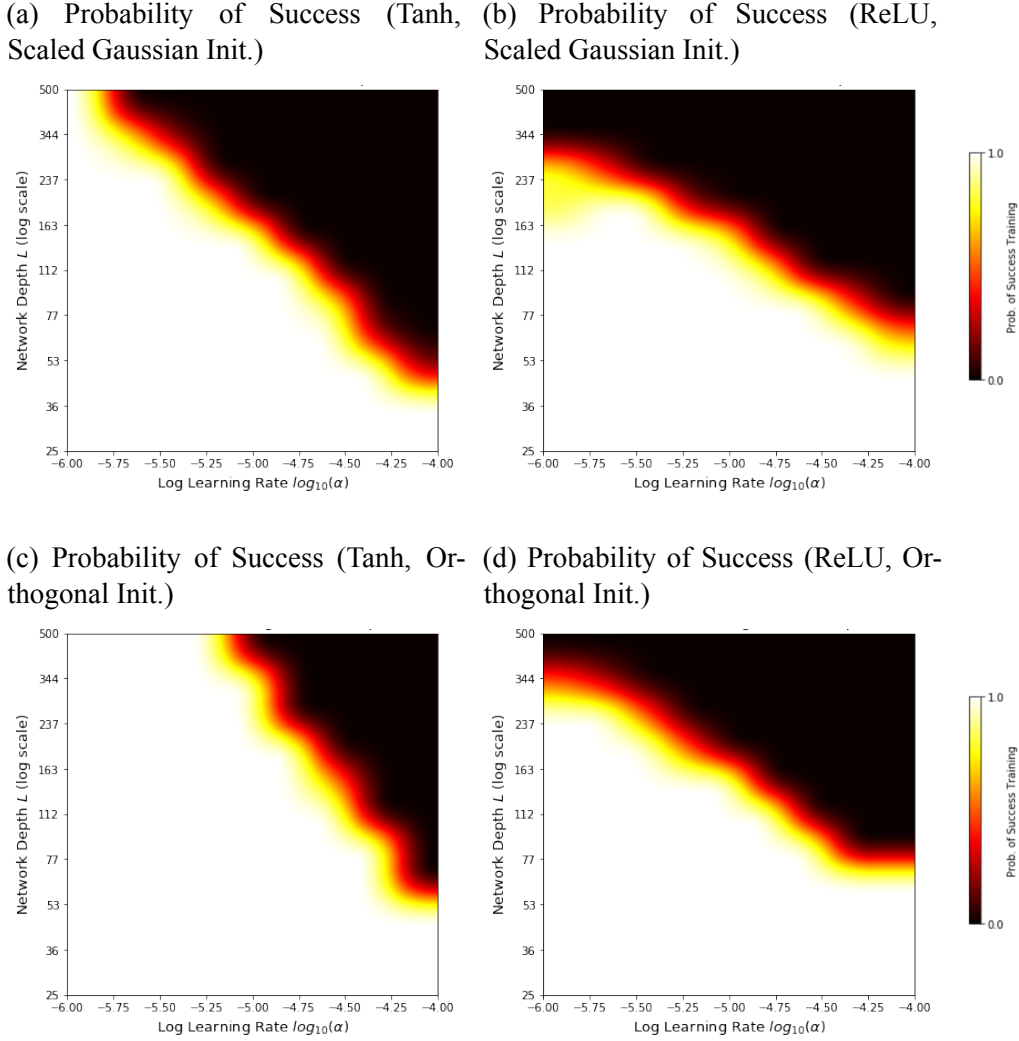 (a) Probability of Success (Tanh,
Scaled Gaussian Init.)
(b) Probability of Success (ReLU,
Scaled Gaussian Init.)
500
344
237
163
112
77
53
36
25
Network Depth L (log scale)
−6.00 −5.75 −5.50 −5.25 −5.00 −4.75 −4.50 −4.25 −4.00
Log Learning Rate log₁₀(α)
500
344
237
163
112
77
53
36
25
Network Depth L (log scale)
−6.00 −5.75 −5.50 −5.25 −5.00 −4.75 −4.50 −4.25 −4.00
Log Learning Rate log₁₀(α)
1.0
0.0
Prob. of Success Training
(c) Probability of Success (Tanh, Or-
thogonal Init.)
(d) Probability of Success (ReLU, Or-
thogonal Init.)
500
344
237
163
112
77
53
36
25
Network Depth L (log scale)
−6.00 −5.75 −5.50 −5.25 −5.00 −4.75 −4.50 −4.25 −4.00
Log Learning Rate log₁₀(α)
500
344
237
163
112
77
53
36
25
Network Depth L (log scale)
−6.00 −5.75 −5.50 −5.25 −5.00 −4.75 −4.50 −4.25 −4.00
Log Learning Rate log₁₀(α)
1.0
0.0
Prob. of Success Training